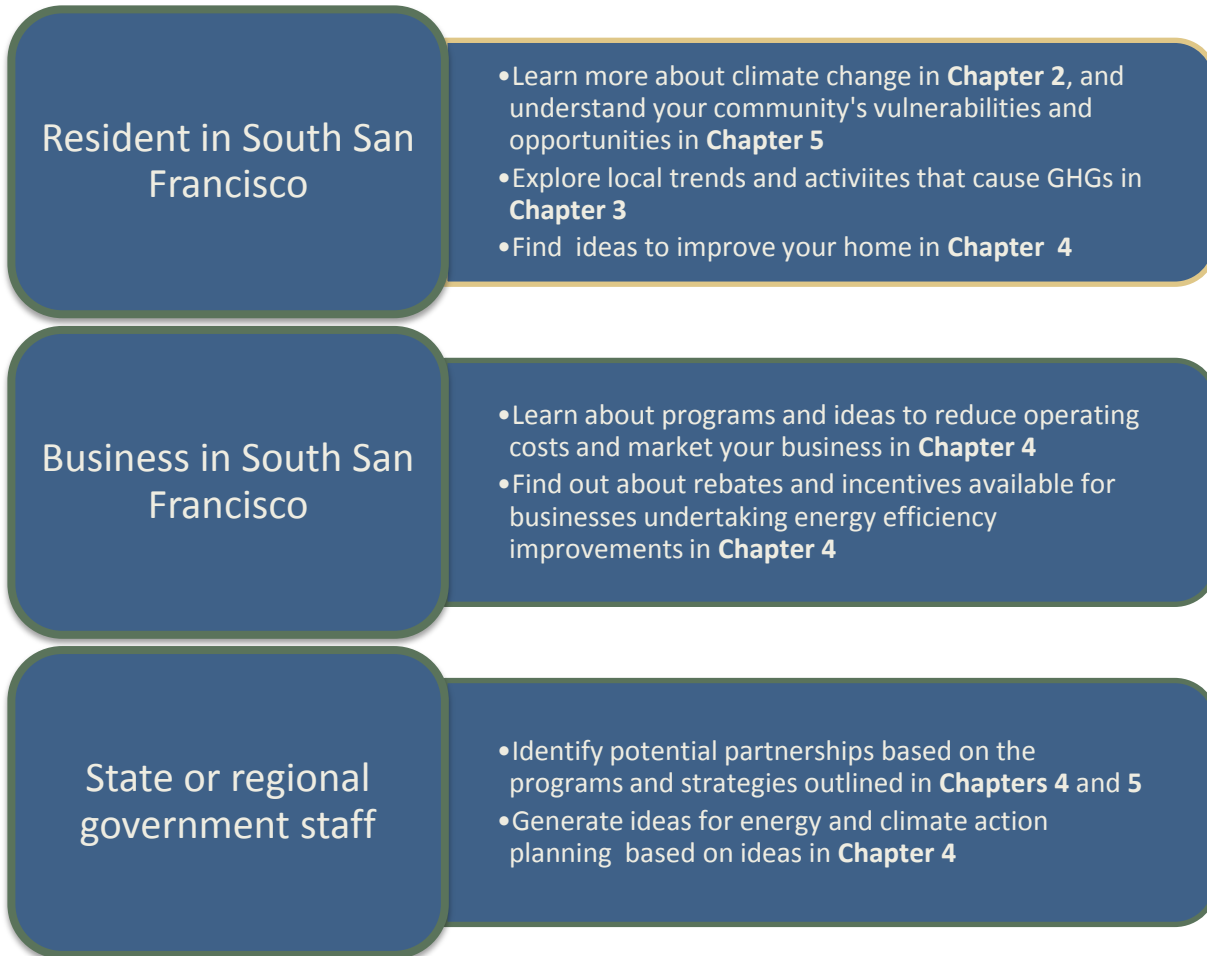 Resident in South San
Francisco
•Learn more about climate change in Chapter 2, and
understand your community's vulnerabilities and
opportunities in Chapter 5
•Explore local trends and activiites that cause GHGs in
Chapter 3
•Find  ideas to improve your home in Chapter  4
Business in South San
Francisco
•Learn about programs and ideas to reduce operating
costs and market your business in Chapter 4
•Find out about rebates and incentives available for
businesses undertaking energy efficiency
improvements in Chapter 4
State or regional
government staff
•Identify potential partnerships based on the
programs and strategies outlined in Chapters 4 and 5
•Generate ideas for energy and climate action
planning  based on ideas in Chapter 4